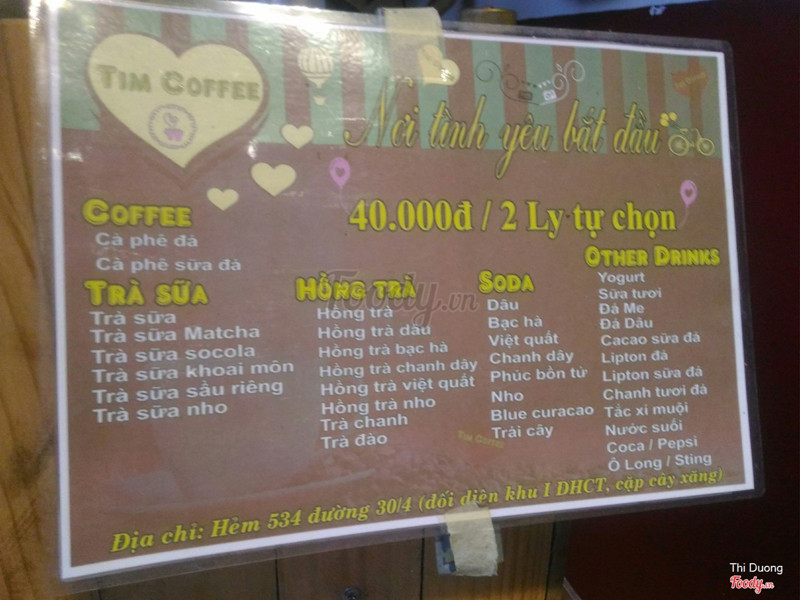 TIM COFFEE
Nơi tình yêu bắt đầu
40.000đ / 2 Ly tự chọn
COFFEE
Cà phê đá
Cà phê sữa đá
TRÀ SỮA
Trà sữa
Trà sữa Matcha
Trà sữa socola
Trà sữa khoai môn
Trà sữa sầu riêng
Trà sữa nho
HỒNG TRÀ
Hồng trà
Hồng trà dâu
Hồng trà bạc hà
Hồng trà chanh dây
Hồng trà việt quất
Hồng trà nho
Trà chanh
Trà đào
SODA
Dâu
Bạc hà
Việt quất
Chanh dây
Phúc bồn tử
Nho
Blue curacao
Trái cây
OTHER DRINKS
Yogurt
Sữa tươi
Đá Me
Đá Dâu
Cacao sữa đá
Lipton đá
Lipton sữa đá
Chanh tươi đá
Tắc xí muội
Nước suối
Coca / Pepsi
Ô Long / Sting
Tim Coffee
Địa chỉ: Hẻm 534 đường 30/4 (đối diện khu I ĐHCT, cặp cây xăng)
Foody.vn
Thi Duong
Foody.vn